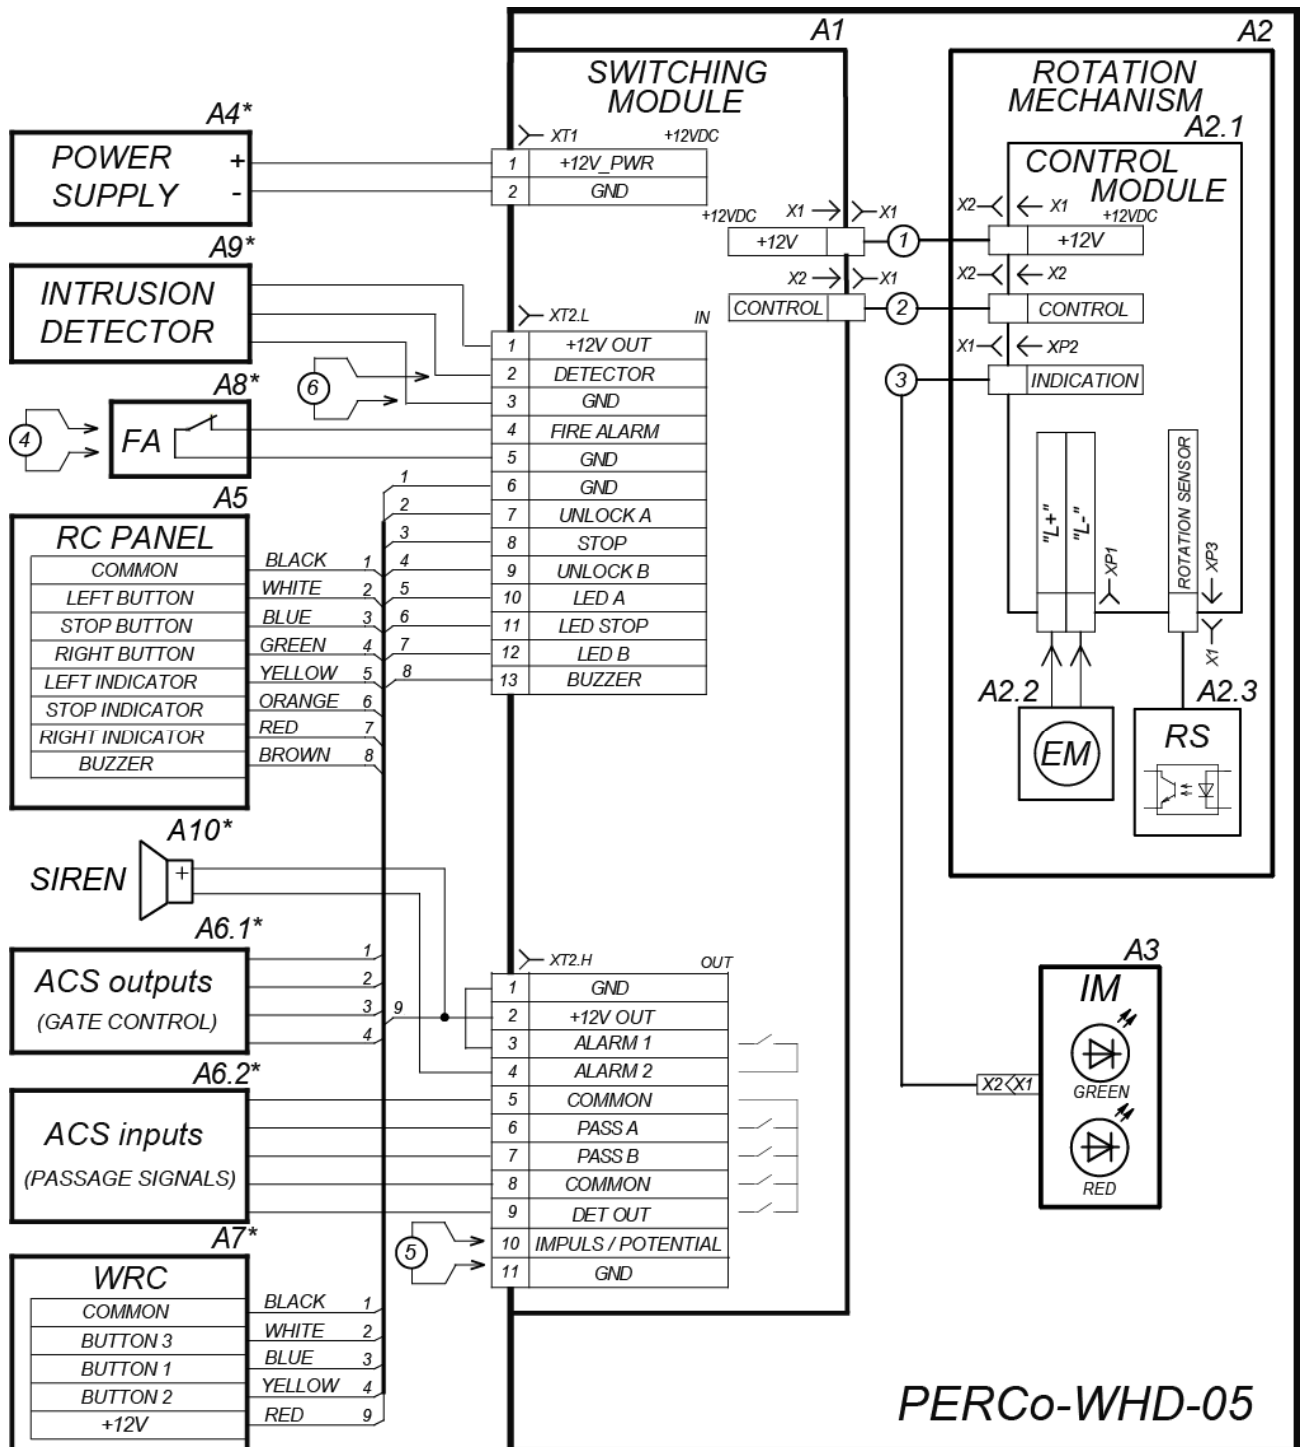 A1
A2
SWITCHING
MODULE
ROTATION
MECHANISM
A4*
POWER
SUPPLY
+
-
XT1
+12VDC
1 +12V_PWR
2 GND
A2.1
CONTROL
MODULE
+12VDC X1 X1
+12V
1
X2 X1
+12VDC
+12V
X2 X1
CONTROL
2
X2 X2
CONTROL
X1 XP2
3
INDICATION
A9*
INTRUSION
DETECTOR
XT2.L
IN
1 +12V OUT
2 DETECTOR
3 GND
4 FIRE ALARM
5 GND
6 GND
7 UNLOCK A
8 STOP
9 UNLOCK B
10 LED A
11 LED STOP
12 LED B
13 BUZZER
6
A8*
4
FA
1
2
3
4
5
6
7
8
A5
RC PANEL
COMMON BLACK 1
LEFT BUTTON WHITE 2
STOP BUTTON BLUE 3
RIGHT BUTTON GREEN 4
LEFT INDICATOR YELLOW 5
STOP INDICATOR ORANGE 6
RIGHT INDICATOR RED 7
BUZZER BROWN 8
"L+"
"L-"
XP1
ROTATION SENSOR
XP3
X1
A2.2
EM
A2.3
RS
A10*
SIREN
+
A6.1*
ACS outputs
(GATE CONTROL)
1
2
3
4
9
XT2.H
OUT
1 GND
2 +12V OUT
3 ALARM 1
4 ALARM 2
5 COMMON
6 PASS A
7 PASS B
8 COMMON
9 DET OUT
10 IMPULS / POTENTIAL
11 GND
5
A6.2*
ACS inputs
(PASSAGE SIGNALS)
A3
IM
X2 X1
GREEN
RED
A7*
WRC
COMMON BLACK 1
BUTTON 3 WHITE 2
BUTTON 1 BLUE 3
BUTTON 2 YELLOW 4
+12V RED 9
PERCo-WHD-05